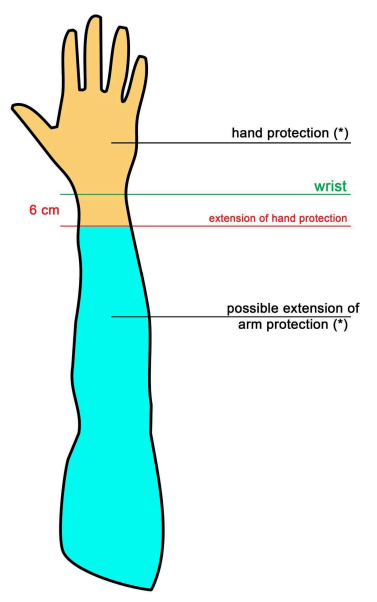 hand protection (*)
wrist
6 cm
extension of hand protection
possible extension of
arm protection (*)